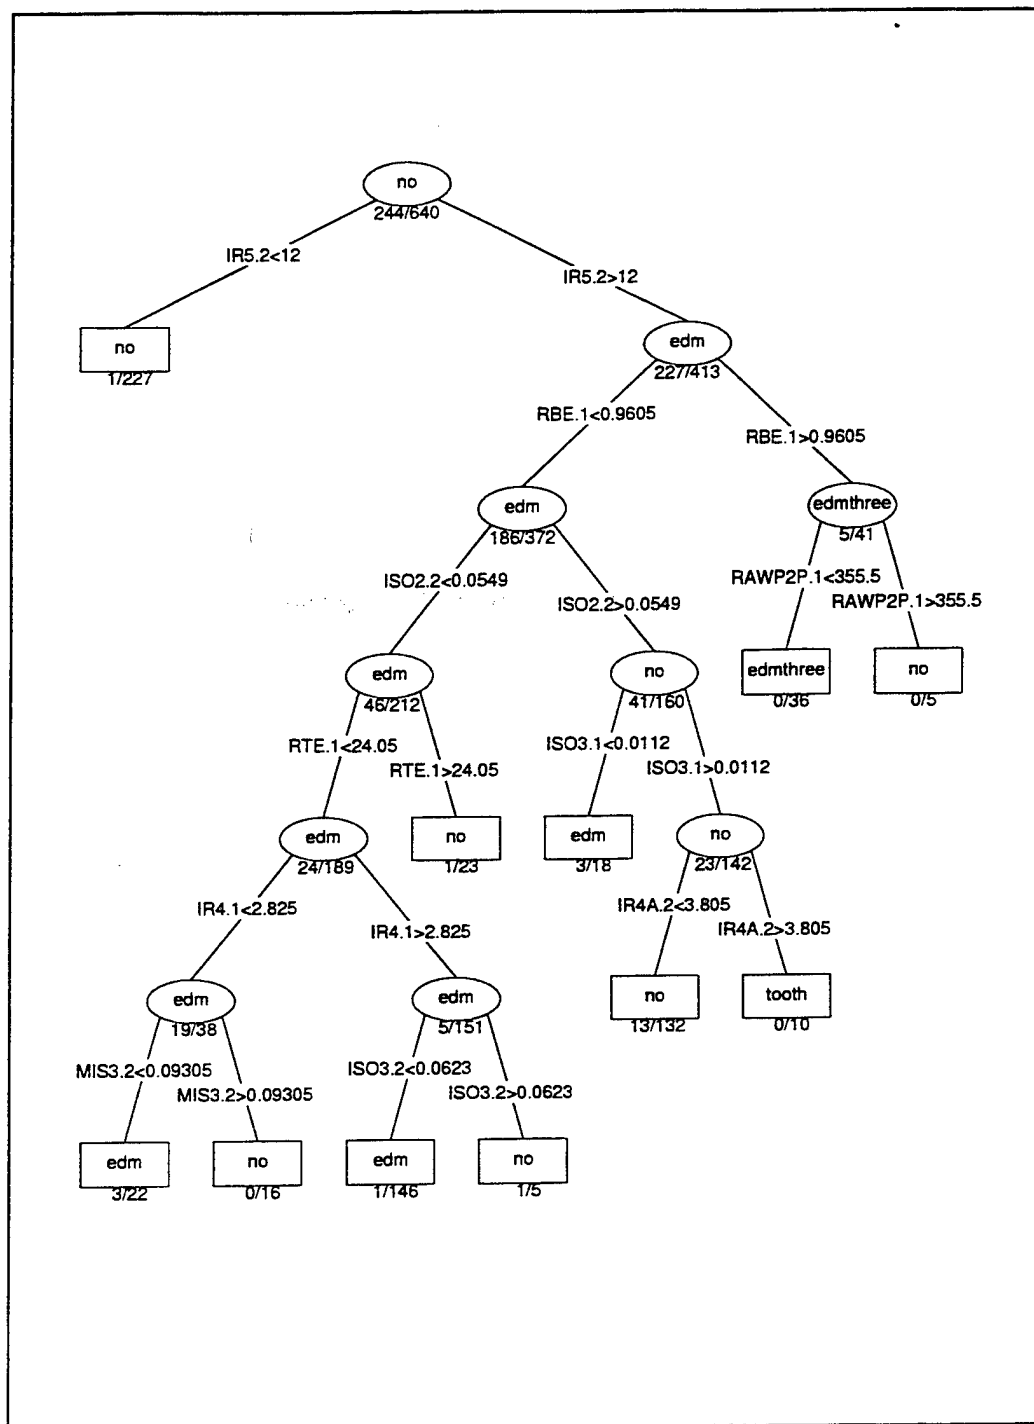 no
244/640
IR5.2<12
IR5.2>12
no
1/227
edm
227/413
RBE.1<0.9605
RBE.1>0.9605
edm
186/372
edmthree
5/41
ISO2.2<0.0549
ISO2.2>0.0549
RAWP2P.1<355.5
RAWP2P.1>355.5
edm
46/212
no
41/160
edmthree
0/36
no
0/5
RTE.1<24.05
RTE.1>24.05
ISO3.1<0.0112
ISO3.1>0.0112
edm
24/189
no
1/23
edm
3/18
no
23/142
IR4.1<2.825
IR4.1>2.825
IR4A.2<3.805
IR4A.2>3.805
edm
19/38
edm
5/151
no
13/132
tooth
0/10
MIS3.2<0.09305
MIS3.2>0.09305
ISO3.2<0.0623
ISO3.2>0.0623
edm
3/22
no
0/16
edm
1/146
no
1/5